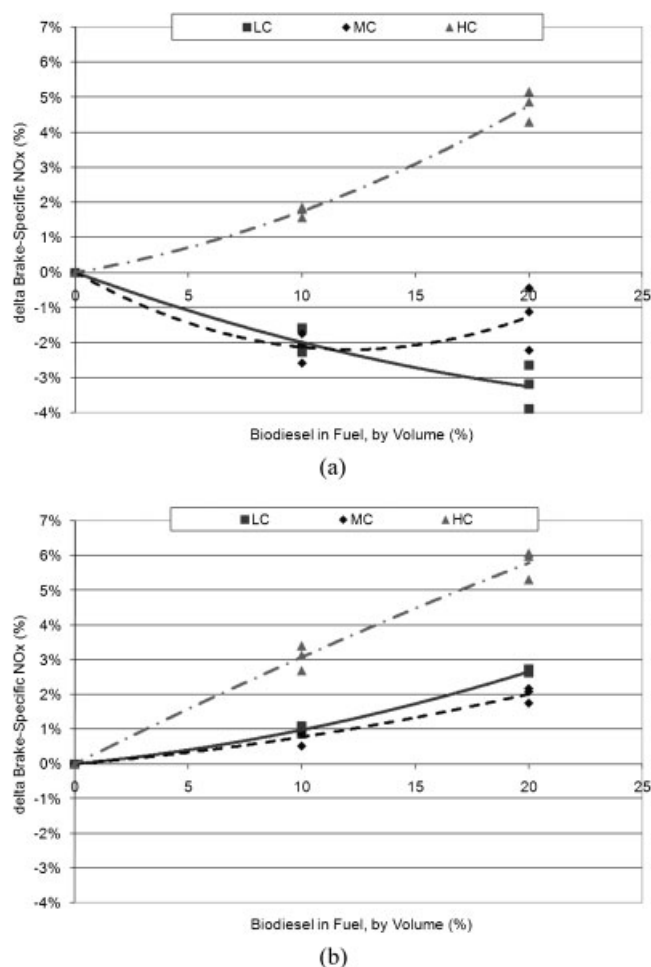 7%
LC MC HC
6%
5%
4%
3%
2%
1%
0%
0 5 10 15 20 25
-1%
-2%
-3%
-4%
delta Brake-Specific NOx (%)
Biodiesel in Fuel, by Volume (%)
(a)
7%
LC MC HC
6%
5%
4%
3%
2%
1%
0%
0 5 10 15 20 25
-1%
-2%
-3%
-4%
delta Brake-Specific NOx (%)
Biodiesel in Fuel, by Volume (%)
(b)